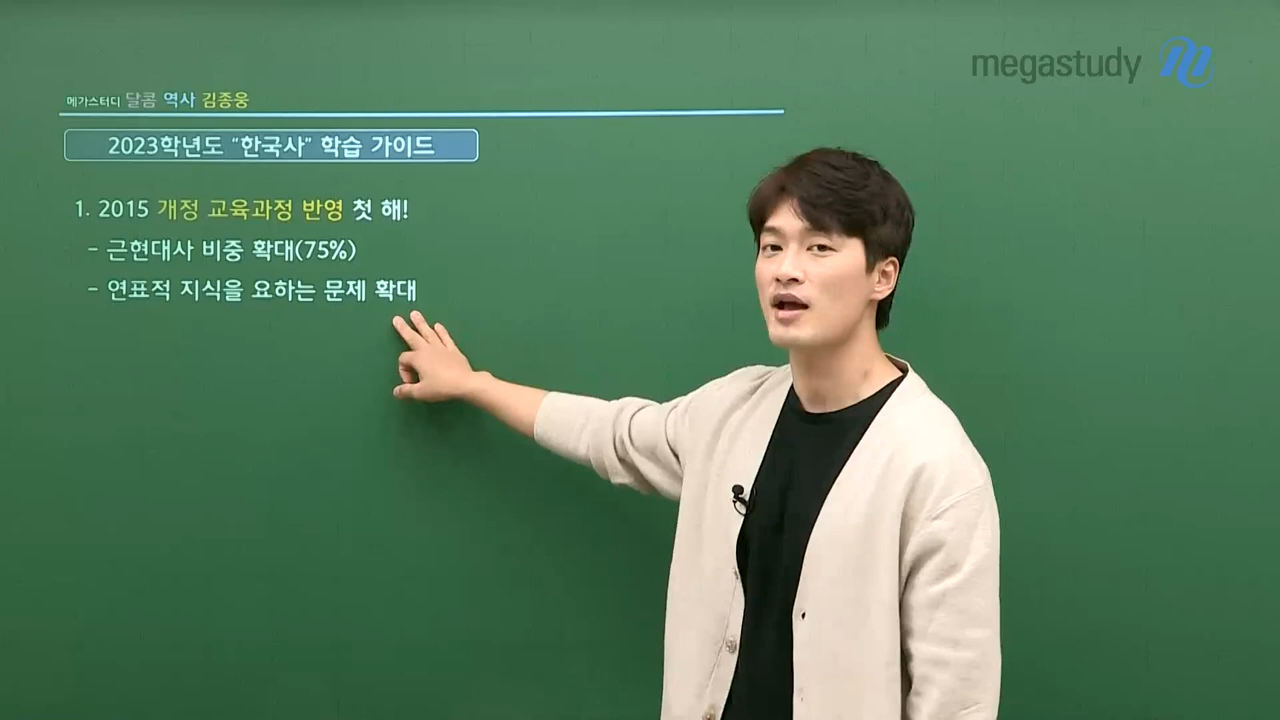 megastudy
메가스터디 달콤 역사 김종웅
2023학년도 “한국사” 학습 가이드
1. 2015 개정 교육과정 반영 첫 해!
- 근현대사 비중 확대(75%)
- 연표적 지식을 요하는 문제 확대